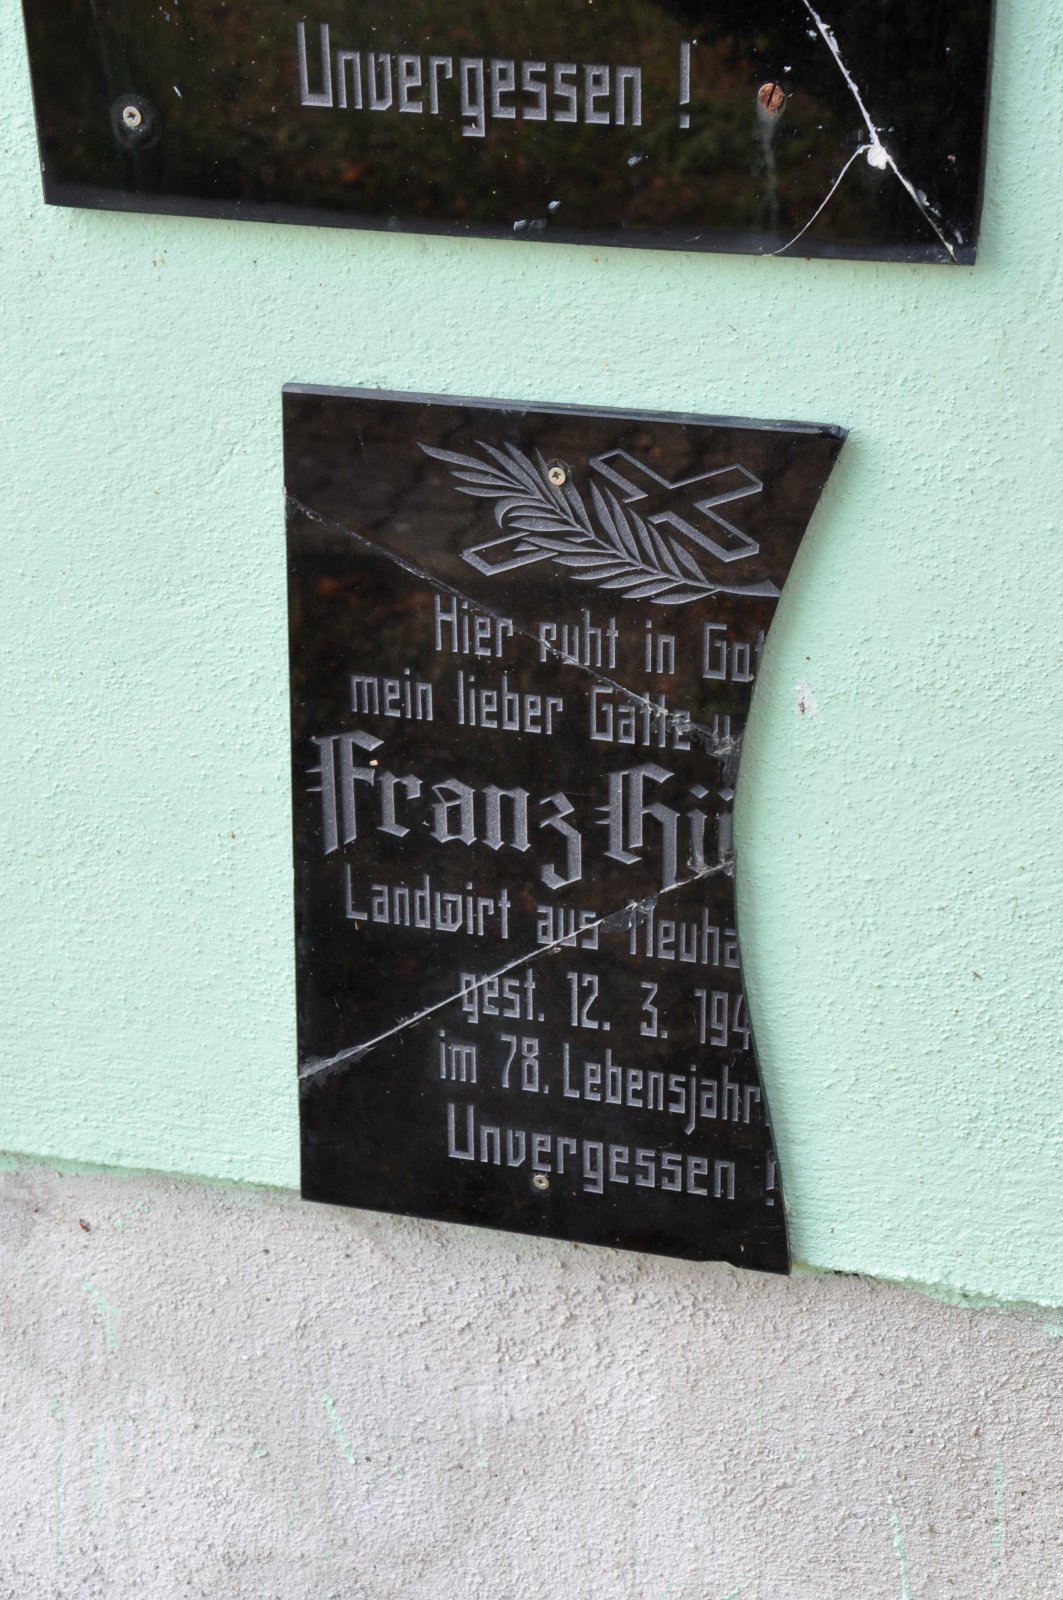 Unvergessen !
Hier ruht in Got
mein lieber Gatte u
Franz Hü
Landwirt aus Neuha
gest. 12. 3. 194
im 78. Lebensjahr
Unvergessen !